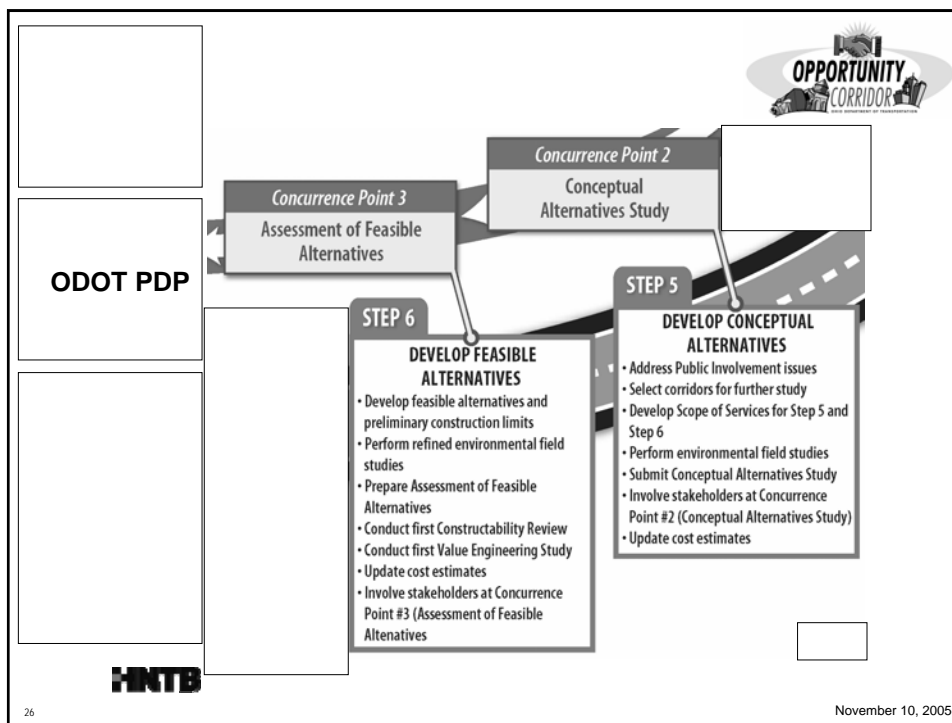 OPPORTUNITY
CORRIDOR
OHIO DEPARTMENT OF TRANSPORTATION
Concurrence Point 2
Conceptual
Alternatives Study
Concurrence Point 3
Assessment of Feasible
Alternatives
ODOT PDP
STEP 5
DEVELOP CONCEPTUAL
ALTERNATIVES
• Address Public Involvement issues
• Select corridors for further study
• Develop Scope of Services for Step 5 and
Step 6
• Perform environmental field studies
• Submit Conceptual Alternatives Study
• Involve stakeholders at Concurrence
Point #2 (Conceptual Alternatives Study)
• Update cost estimates
STEP 6
DEVELOP FEASIBLE
ALTERNATIVES
• Develop feasible alternatives and
preliminary construction limits
• Perform refined environmental field
studies
• Prepare Assessment of Feasible
Alternatives
• Conduct first Constructability Review
• Conduct first Value Engineering Study
• Update cost estimates
• Involve stakeholders at Concurrence
Point #3 (Assessment of Feasible
Altenatives
HNTB
26
November 10, 2005